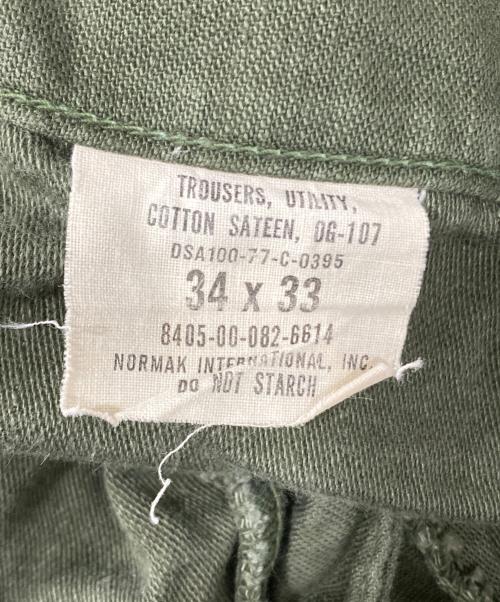 TROUSERS, UTILITY,
COTTON SATEEN, OG-107
DSA100-77-C-0395
34 x 33
8405-00-082-6614
NORMAK INTERNATIONAL, INC.
DO NOT STARCH